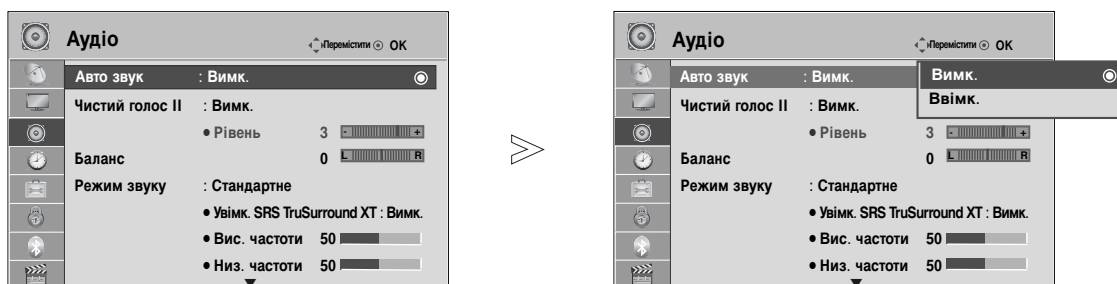 Аудіо Перемістити OK
Авто звук : Вимк.
Чистий голос II : Вимк.
• Рівень 3 - +
Баланс 0 L R
Режим звуку : Стандартне
• Увімк. SRS TruSurround XT : Вимк.
• Вис. частоти 50
• Низ. частоти 50
Аудіо Перемістити OK
Авто звук : Вимк.
Вимк.
Ввімк.
Чистий голос II : Вимк.
• Рівень 3 - +
Баланс 0 L R
Режим звуку : Стандартне
• Увімк. SRS TruSurround XT : Вимк.
• Вис. частоти 50
• Низ. частоти 50